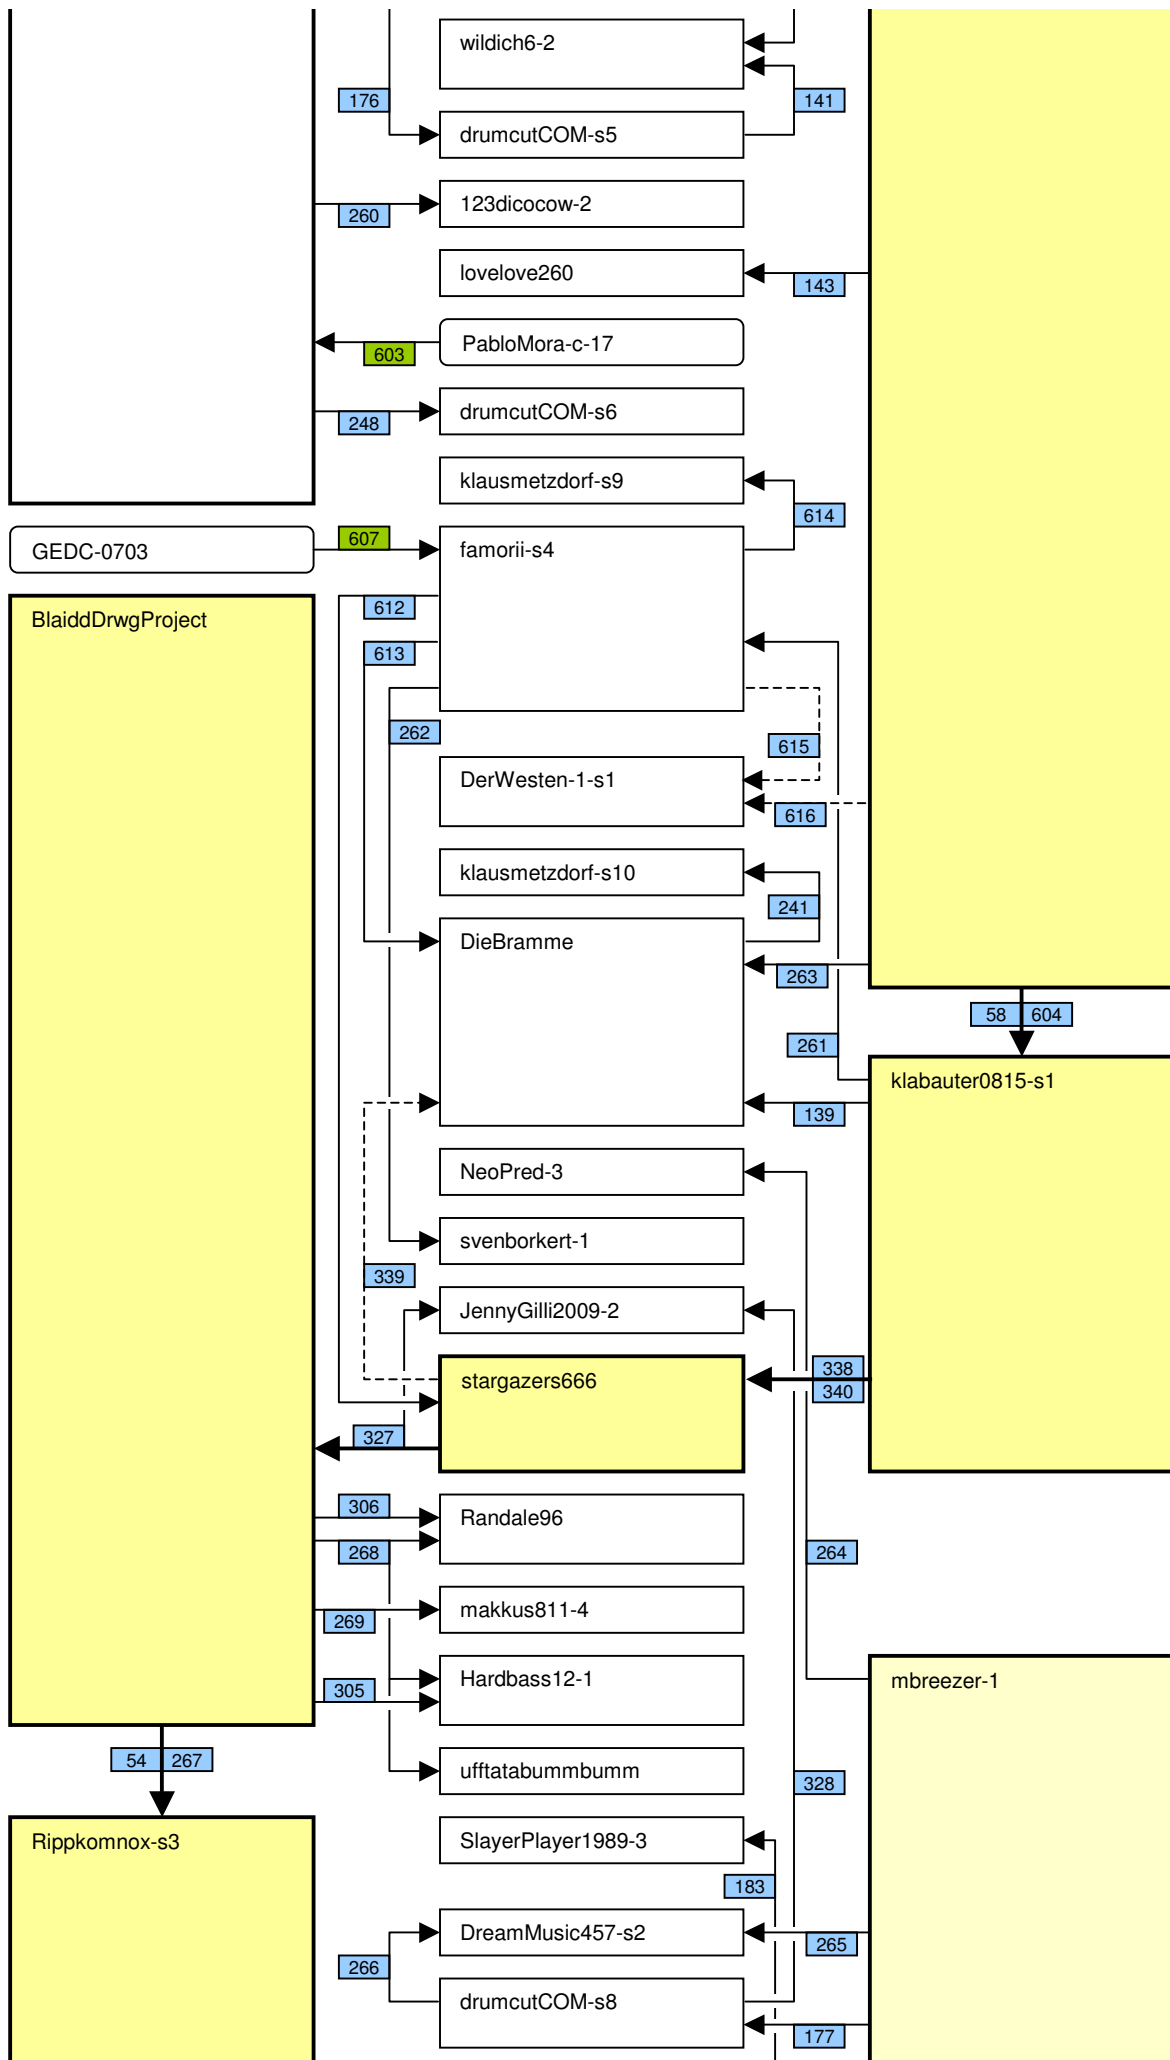 wildich6-2
176
141
drumcutCOM-s5
123dicocow-2
260
lovelove260
143
PabloMora-c-17
603
drumcutCOM-s6
248
klausmetzdorf-s9
614
607
GEDC-0703
famorii-s4
612
BlaiddDrwgProject
613
262
615
DerWesten-1-s1
616
klausmetzdorf-s10
241
DieBramme
263
58 604
261
klabauter0815-s1
139
NeoPred-3
svenborkert-1
339
JennyGilli2009-2
338
stargazers666
340
327
306
Randale96
268
264
makkus811-4
269
Hardbass12-1
mbreezer-1
305
54 267
ufftatabummbumm
328
Rippkomnox-s3
SlayerPlayer1989-3
183
DreamMusic457-s2
265
266
drumcutCOM-s8
177